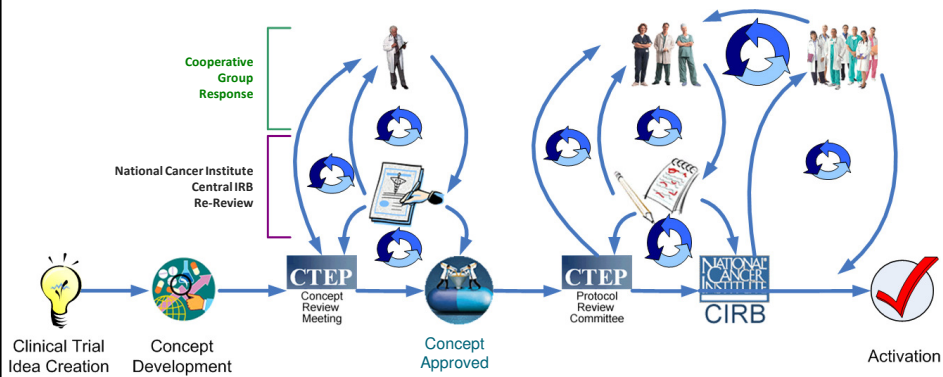 Cooperative
Group
Response
National Cancer Institute
Central IRB
Re-Review
CTEP
Concept
Review
Meeting
CTEP
Protocol
Review
Committee
NATIONAL
CANCER
INSTITUTE
CIRB
Clinical Trial
Idea Creation
Concept
Development
Concept
Approved
Activation